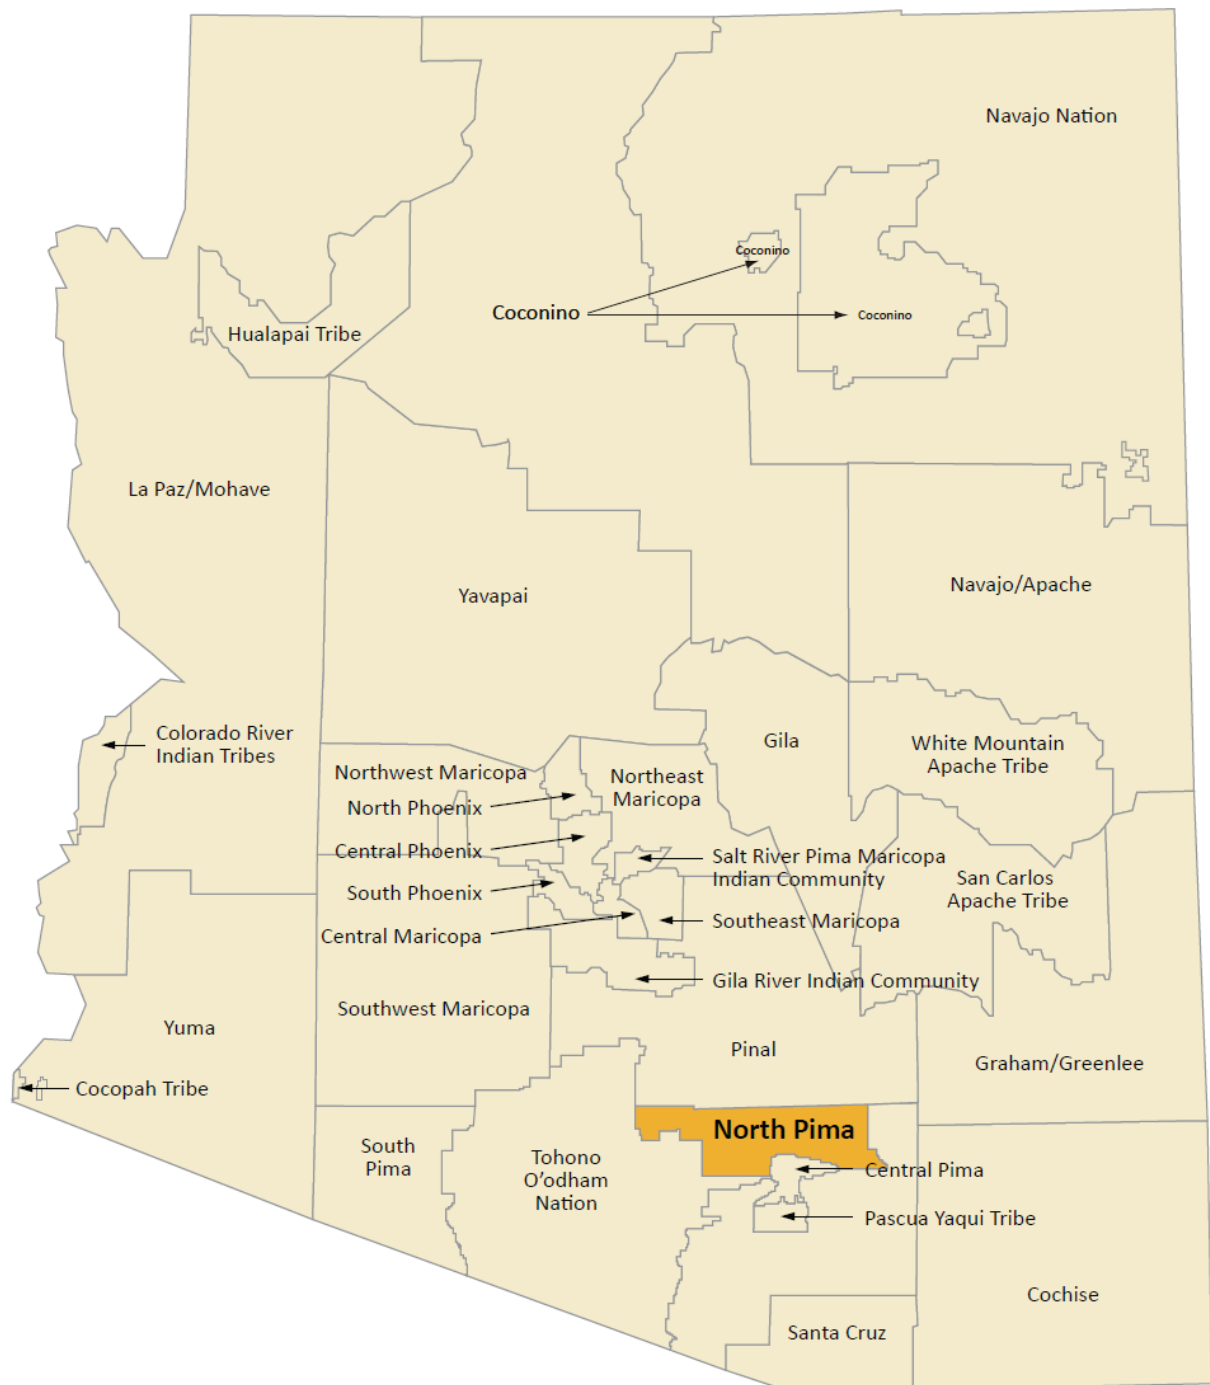 Navajo Nation
Coconino
Coconino
Coconino
Hualapai Tribe
La Paz/Mohave
Yavapai
Navajo/Apache
Colorado River
Indian Tribes
Gila
White Mountain
Apache Tribe
Northwest Maricopa
Northeast
Maricopa
North Phoenix
Central Phoenix
Salt River Pima Maricopa
Indian Community
South Phoenix
San Carlos
Apache Tribe
Southeast Maricopa
Central Maricopa
Gila River Indian Community
Southwest Maricopa
Yuma
Pinal
Graham/Greenlee
Cocopah Tribe
North Pima
South
Pima
Tohono
O'odham
Nation
Central Pima
Pascua Yaqui Tribe
Cochise
Santa Cruz